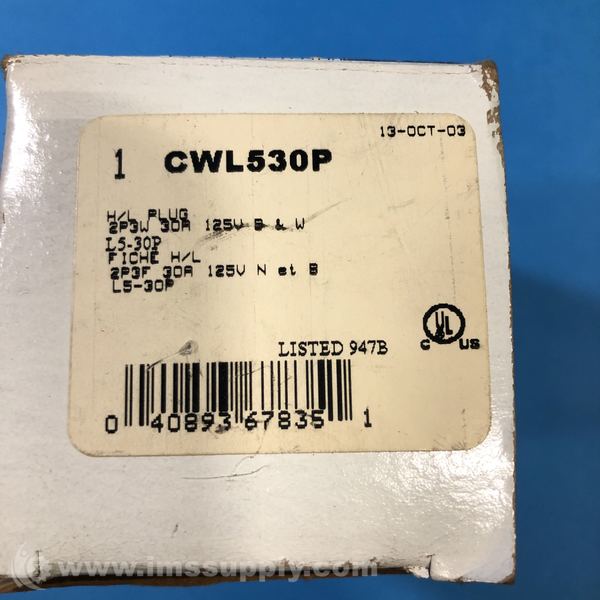 13-OCT-03
1 CWL530P
H/L PLUG
2P3W 30A 125V B & W
L5-30P
FICHE H/L
2P3F 30A 125V N et B
L5-30P
UL
C US
LISTED 947B
0 40893 67835 1
www.imssupply.com